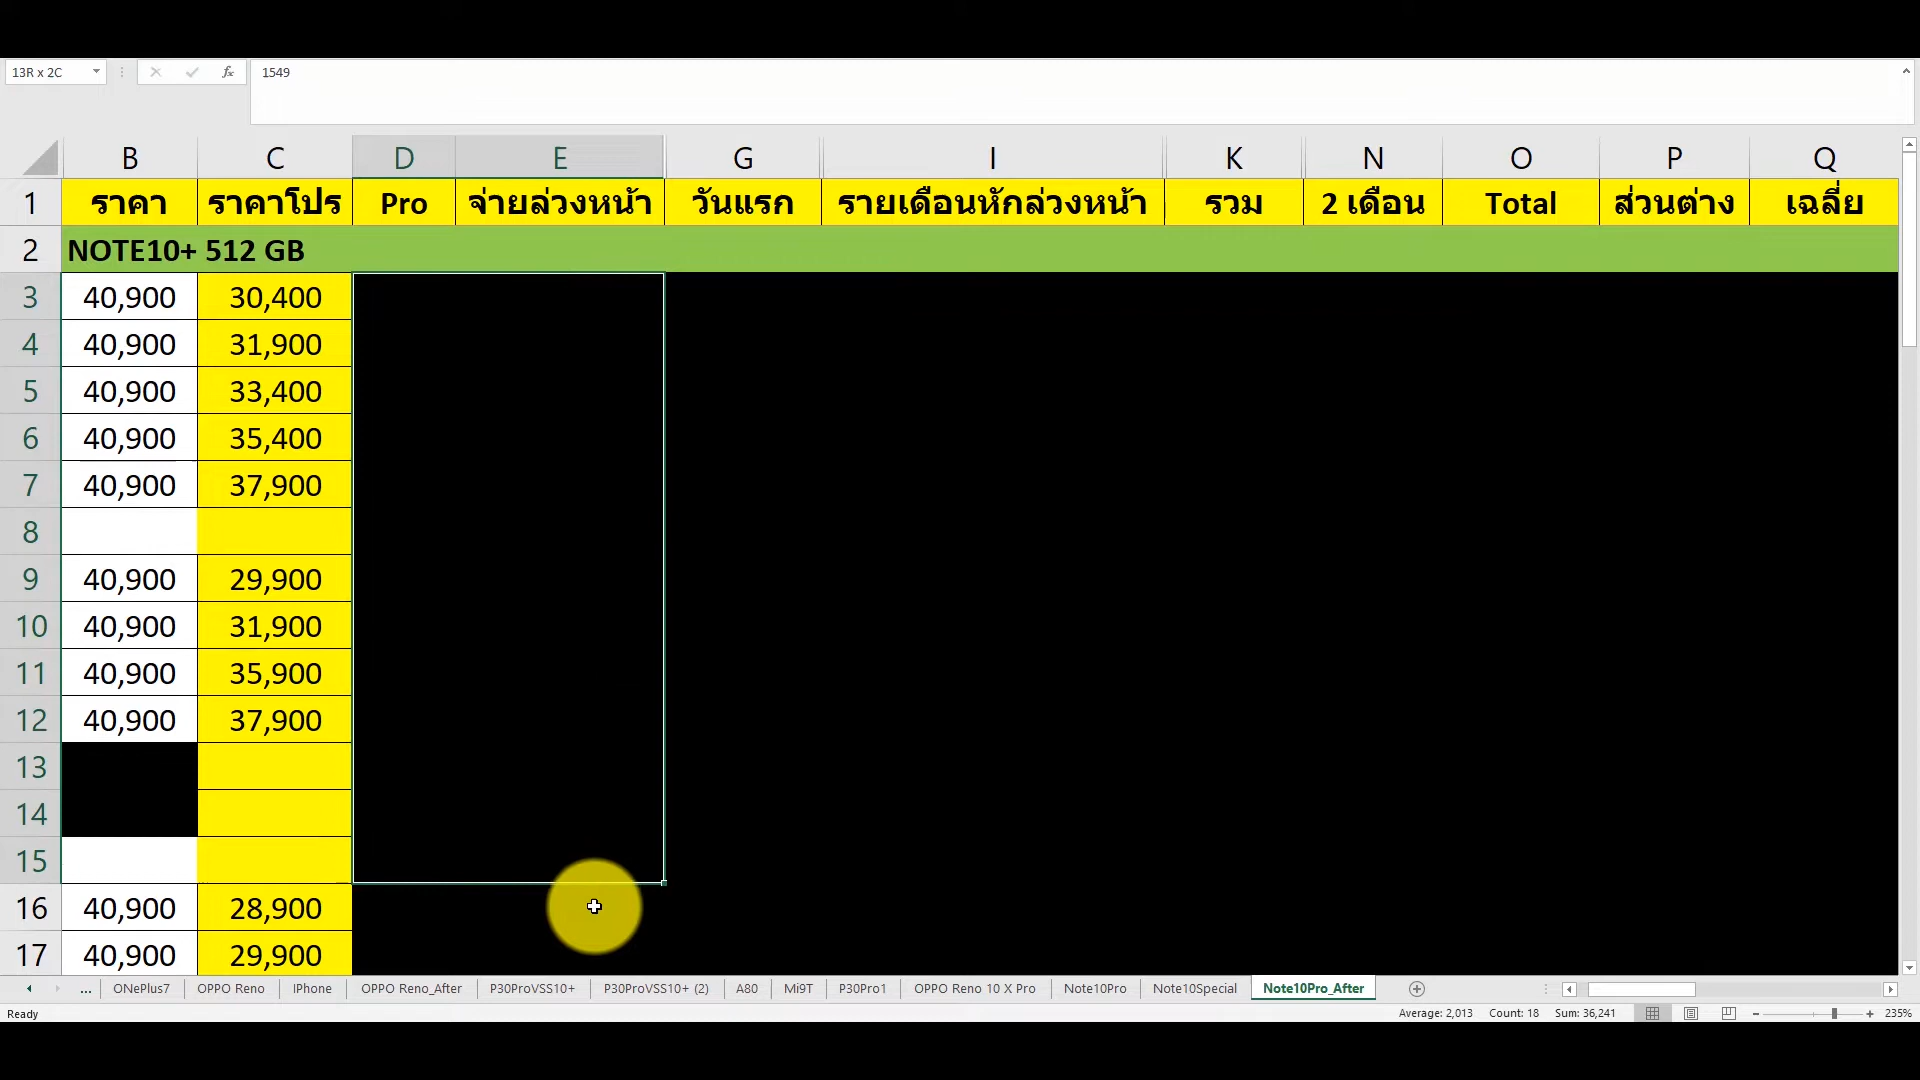 13R x 2C fx 1549
B C D E G I K N O P Q
1 ราคา ราคาโปร Pro จ่ายล่วงหน้า วันแรก รายเดือนหักล่วงหน้า รวม 2 เดือน Total ส่วนต่าง เฉลี่ย
2 NOTE10+ 512 GB
3 40,900 30,400
4 40,900 31,900
5 40,900 33,400
6 40,900 35,400
7 40,900 37,900
8
9 40,900 29,900
10 40,900 31,900
11 40,900 35,900
12 40,900 37,900
13
14
15
16 40,900 28,900
17 40,900 29,900
... ONePlus7 OPPO Reno IPhone OPPO Reno_After P30ProVSS10+ P30ProVSS10+ (2) A80 Mi9T P30Pro1 OPPO Reno 10 X Pro Note10Pro Note10Special Note10Pro_After
Ready Average: 2,013 Count: 18 Sum: 36,241 235%